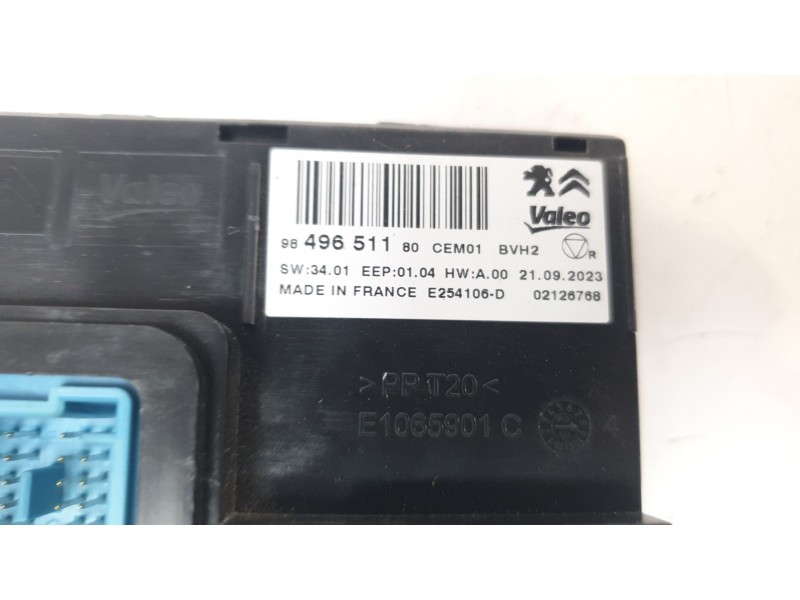 Valeo
Valeo
98 496 511 80 CEM01 BVH2 R
SW:34.01 EEP:01.04 HW:A.00 21.09.2023
MADE IN FRANCE E254106-D 02126768
>PP-T20<
E1065901 C 4